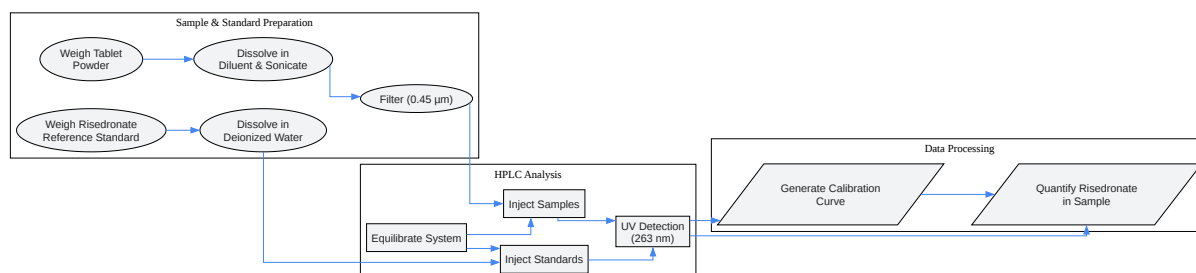 Sample & Standard Preparation
Weigh Tablet
Powder
Dissolve in
Diluent & Sonicate
Filter (0.45 µm)
Weigh Risedronate
Reference Standard
Dissolve in
Deionized Water
HPLC Analysis
Inject Samples
Equilibrate System
Inject Standards
UV Detection
(263 nm)
Data Processing
Generate Calibration
Curve
Quantify Risedronate
in Sample